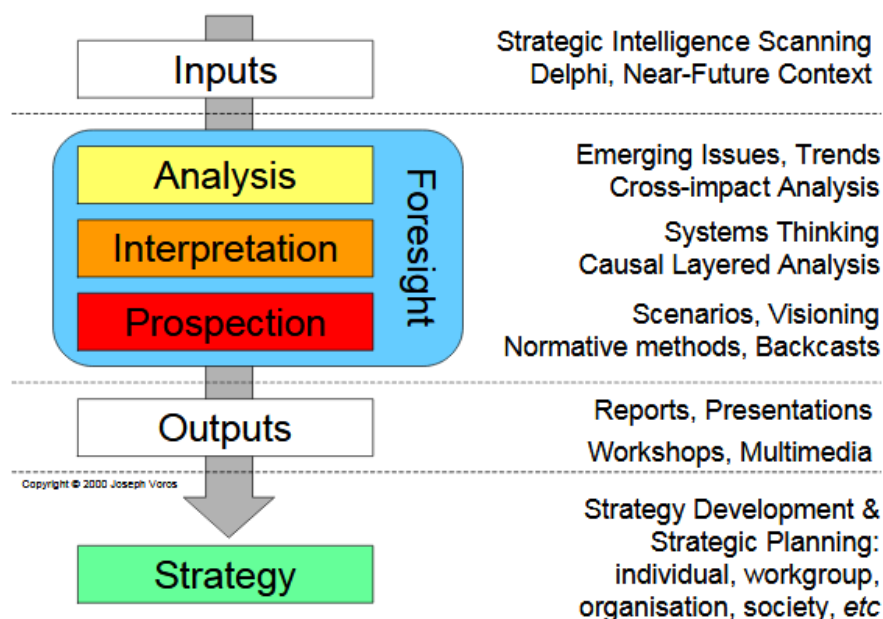 Inputs
Strategic Intelligence Scanning
Delphi, Near-Future Context
Foresight
Analysis
Emerging Issues, Trends
Cross-impact Analysis
Interpretation
Systems Thinking
Causal Layered Analysis
Prospection
Scenarios, Visioning
Normative methods, Backcasts
Outputs
Reports, Presentations
Workshops, Multimedia
Copyright © 2000 Joseph Voros
Strategy
Strategy Development &
Strategic Planning:
individual, workgroup,
organisation, society, etc